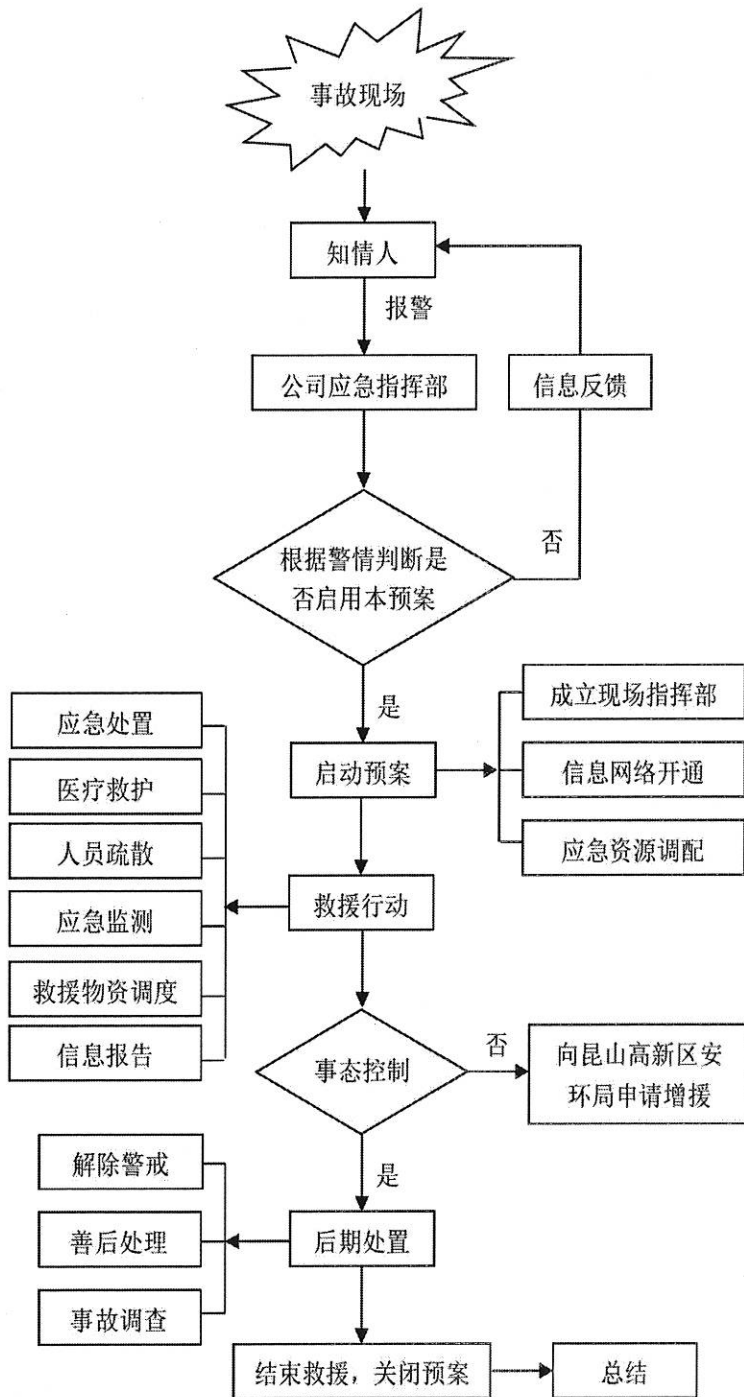 事故现场
知情人
报警
公司应急指挥部
信息反馈
根据警情判断是
否启用本预案
否
是
成立现场指挥部
应急处置
启动预案
信息网络开通
医疗救护
应急资源调配
人员疏散
救援行动
应急监测
救援物资调度
信息报告
事态控制
否
向昆山高新区安
环局申请增援
解除警戒
是
善后处理
后期处置
事故调查
结束救援，关闭预案
总结